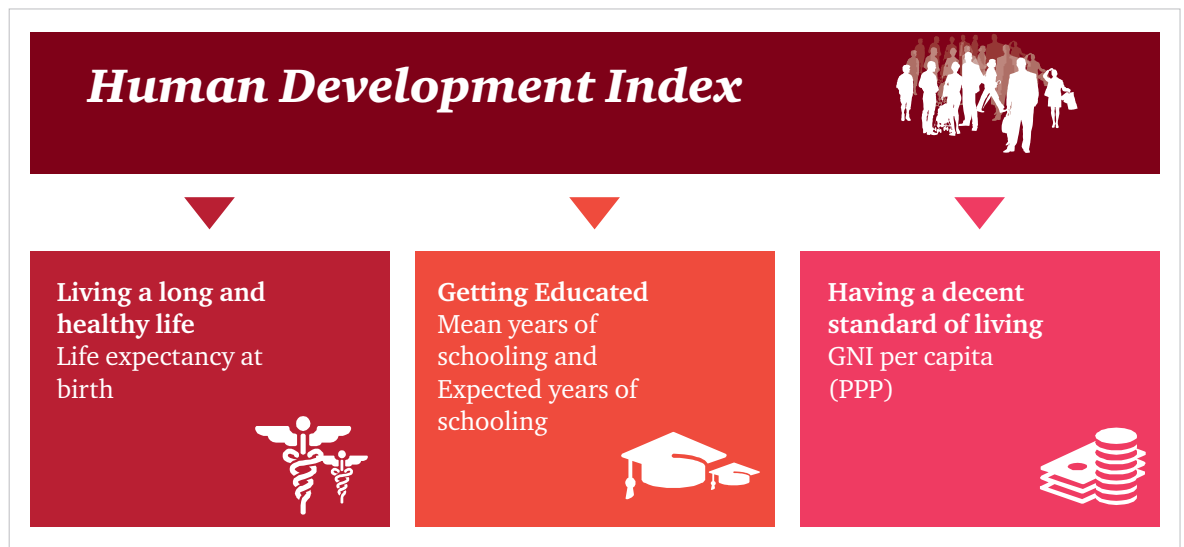 Human Development Index
Living a long and
healthy life
Life expectancy at
birth
Getting Educated
Mean years of
schooling and
Expected years of
schooling
Having a decent
standard of living
GNI per capita
(PPP)